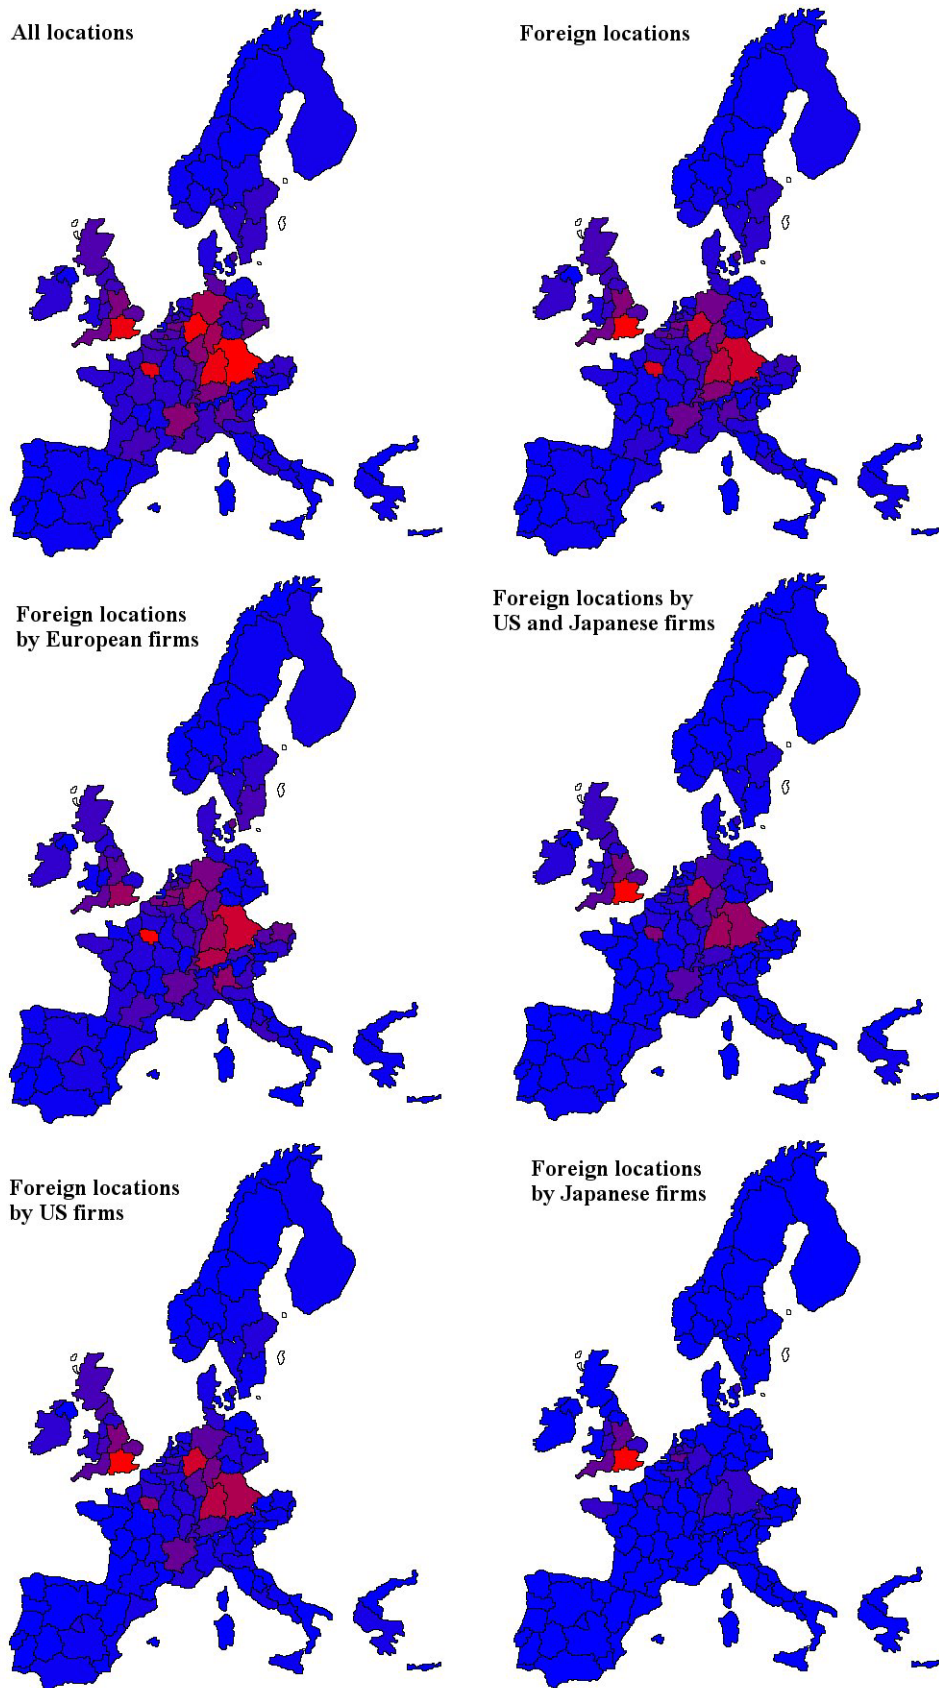 All locations
Foreign locations
Foreign locations
by European firms
Foreign locations by
US and Japanese firms
Foreign locations
by US firms
Foreign locations
by Japanese firms